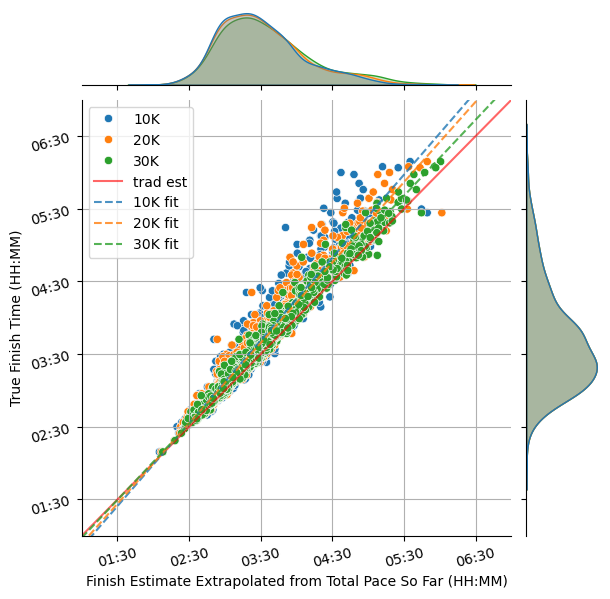 10K
20K
30K
trad est
10K fit
20K fit
30K fit
True Finish Time (HH:MM)
06:30
05:30
04:30
03:30
02:30
01:30
01:30
02:30
03:30
04:30
05:30
06:30
Finish Estimate Extrapolated from Total Pace So Far (HH:MM)